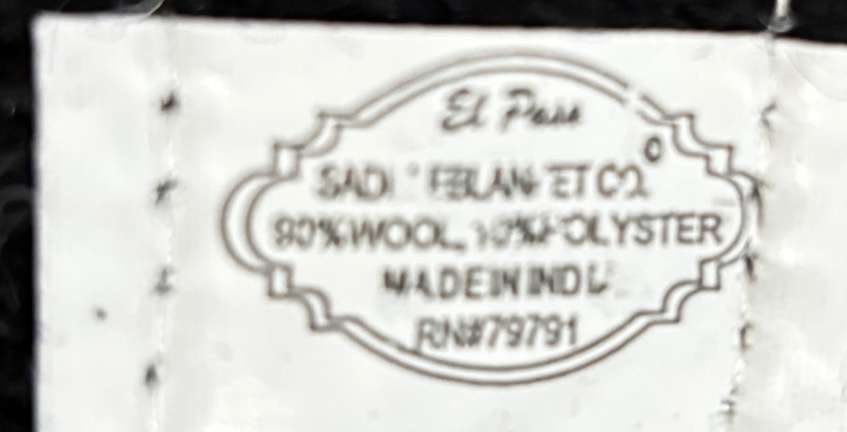 El Paso
SADDLEBLANKET CO.
©
90%WOOL, 10%POLYSTER
MADE IN INDIA
RN#79791